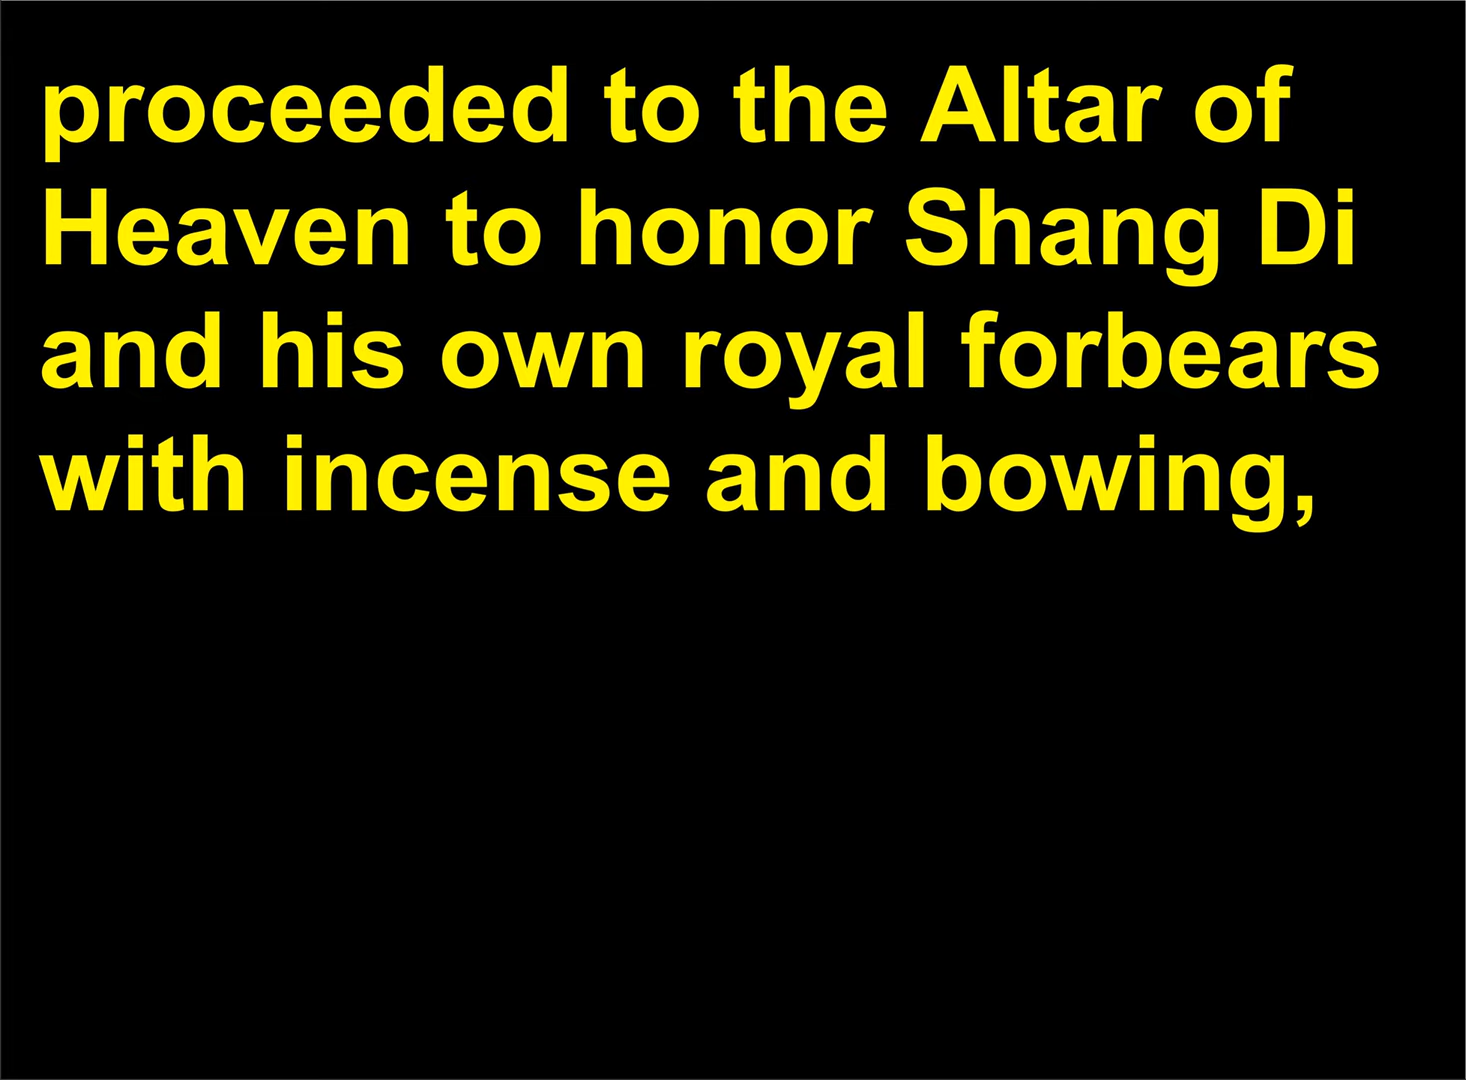 proceeded to the Altar of
Heaven to honor Shang Di
and his own royal forbears
with incense and bowing,